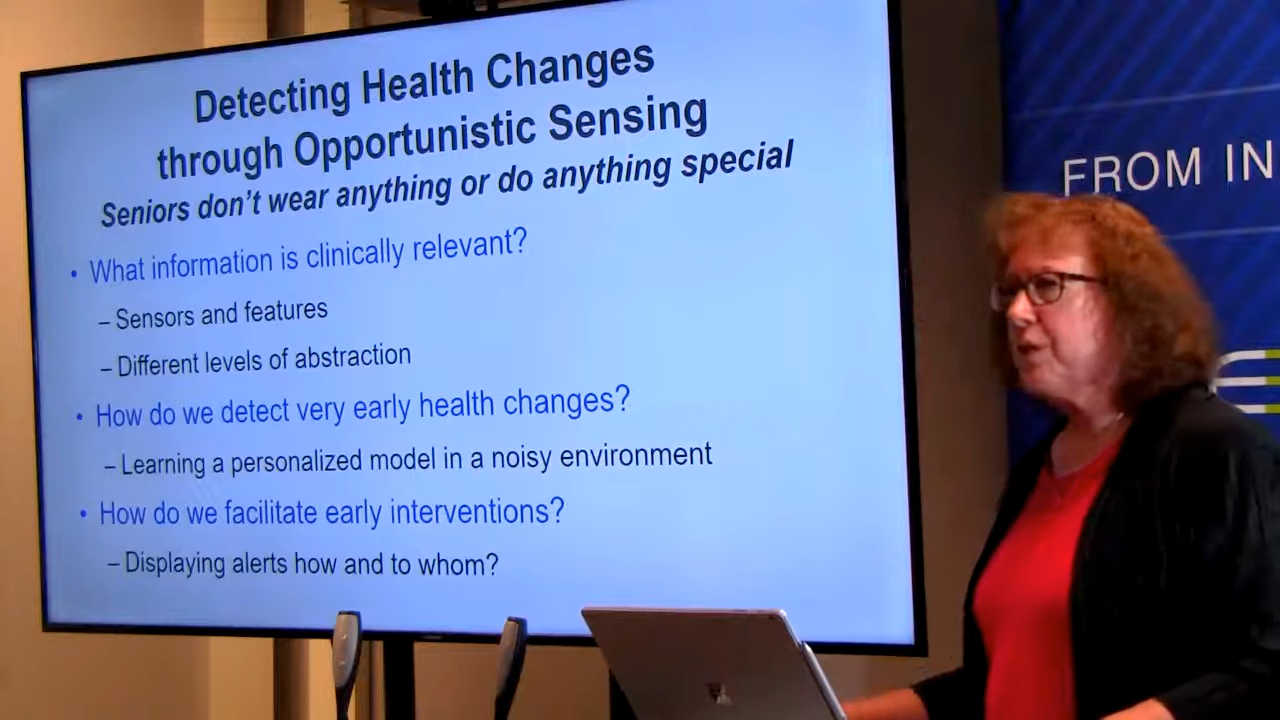 Detecting Health Changes
through Opportunistic Sensing
Seniors don't wear anything or do anything special
• What information is clinically relevant?
– Sensors and features
– Different levels of abstraction
• How do we detect very early health changes?
– Learning a personalized model in a noisy environment
• How do we facilitate early interventions?
– Displaying alerts how and to whom?
FROM IN